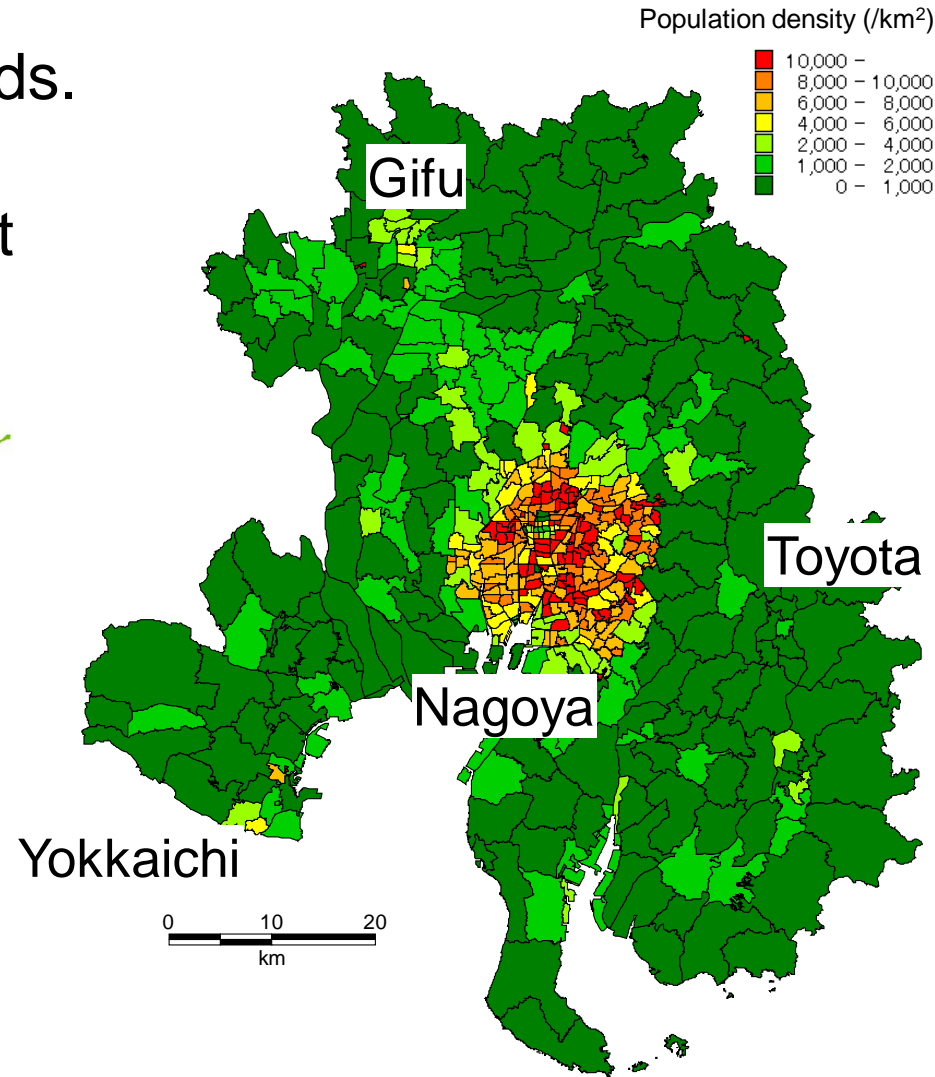 Population density (/km²)
ds.
10,000 –
8,000 – 10,000
6,000 – 8,000
4,000 – 6,000
2,000 – 4,000
1,000 – 2,000
0 – 1,000
Gifu
t
Toyota
Nagoya
Yokkaichi
0 10 20
km